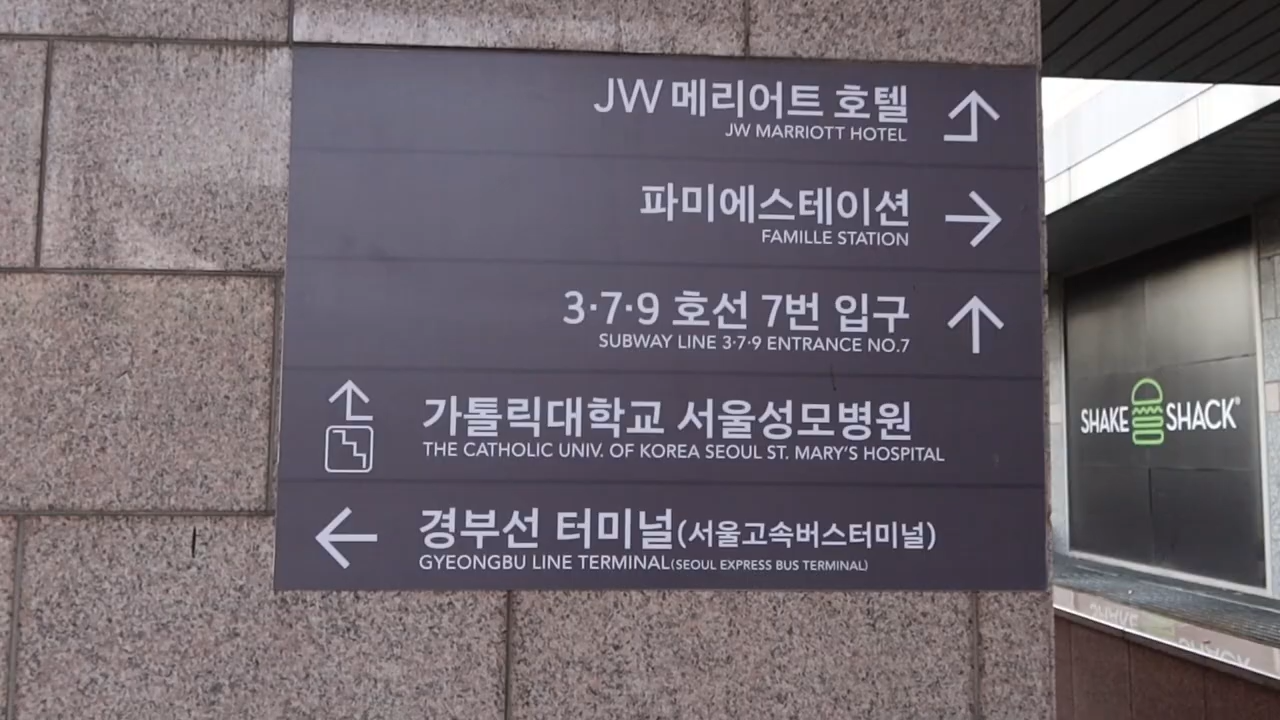 JW메리어트 호텔
JW MARRIOTT HOTEL
파미에스테이션
FAMILLE STATION
3·7·9 호선 7번 입구
SUBWAY LINE 3·7·9 ENTRANCE NO.7
가톨릭대학교 서울성모병원
THE CATHOLIC UNIV. OF KOREA SEOUL ST. MARY'S HOSPITAL
경부선 터미널(서울고속버스터미널)
GYEONGBU LINE TERMINAL(SEOUL EXPRESS BUS TERMINAL)
SHAKE SHACK®